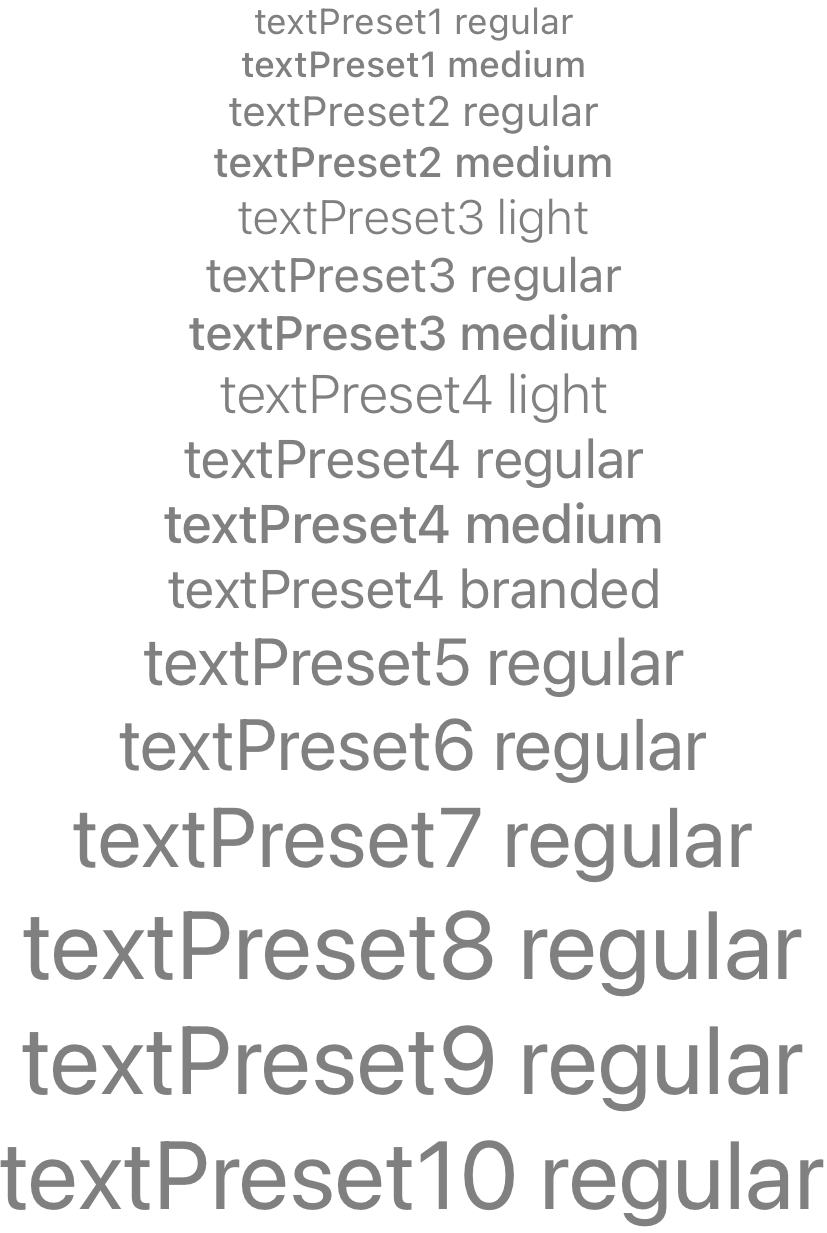 textPreset1 regular
textPreset1 medium
textPreset2 regular
textPreset2 medium
textPreset3 light
textPreset3 regular
textPreset3 medium
textPreset4 light
textPreset4 regular
textPreset4 medium
textPreset4 branded
textPreset5 regular
textPreset6 regular
textPreset7 regular
textPreset8 regular
textPreset9 regular
textPreset10 regular